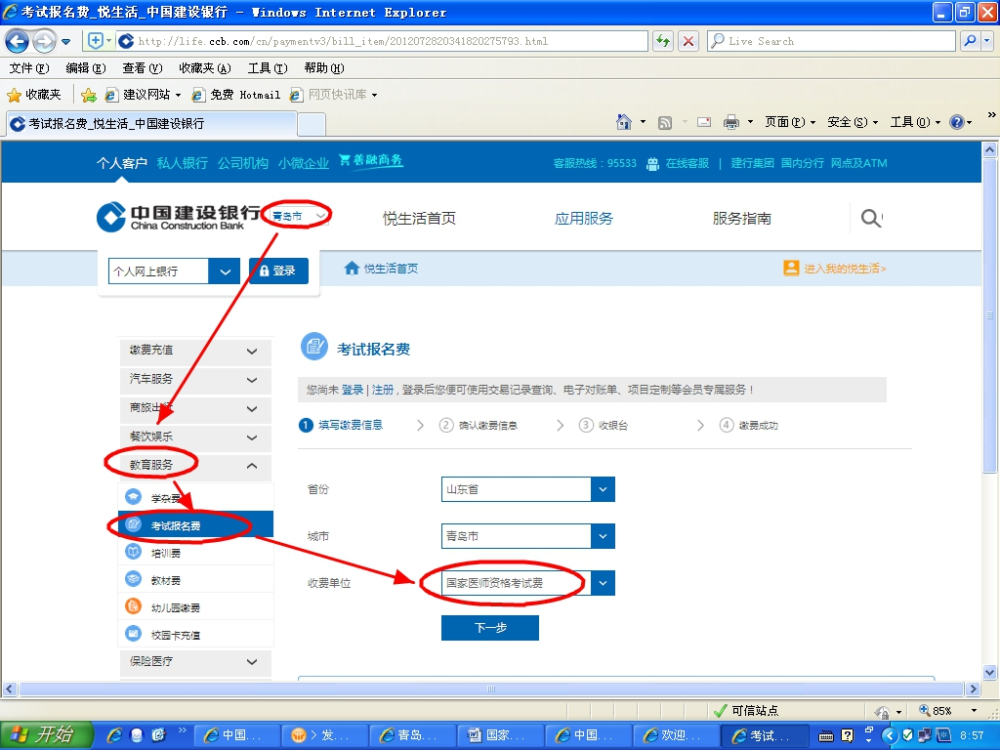 考试报名费_悦生活_中国建设银行 - Windows Internet Explorer
http://life.ccb.com/cn/paymentv3/bill_item/20120728203418202757​93.html
Live Search
文件(F) 编辑(E) 查看(V) 收藏夹(A) 工具(T) 帮助(H)
收藏夹 建议网站 免费 Hotmail 网页快讯库
考试报名费_悦生活_中国建设银行 页面(P) 安全(S) 工具(O) »
个人客户 私人银行 公司机构 小微企业 善融商务 客服热线：95533 在线客服 | 建行集团 国内分行 网点及ATM
中国建设银行 青岛市 悦生活首页 应用服务 服务指南
China Construction Bank
个人网上银行 登录 悦生活首页 进入我的悦生活>
缴费充值
汽车服务
商旅出行
餐饮娱乐
教育服务
学杂费
考试报名费
培训费
教材费
幼儿园缴费
校园卡充值
保险医疗
考试报名费
您尚未 登录 | 注册 , 登录后您便可使用交易记录查询、电子对账单、项目定制等会员专属服务！
1 填写缴费信息 2 确认缴费信息 3 收银台 4 缴费成功
省份 山东省
城市 青岛市
收费单位 国家医师资格考试费
下一步
可信站点 85%
开始 » 中国... > 发... 青岛... 国家... 中国... 欢迎... 考试... 8:57